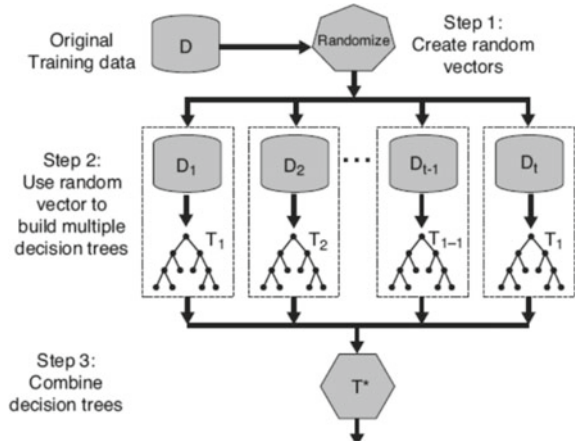 Original
Training data
D
Randomize
Step 1:
Create random
vectors
Step 2:
Use random
vector to
build multiple
decision trees
D1
D2
...
Dt-1
Dt
T1
T2
T1–1
T1
Step 3:
Combine
decision trees
T*